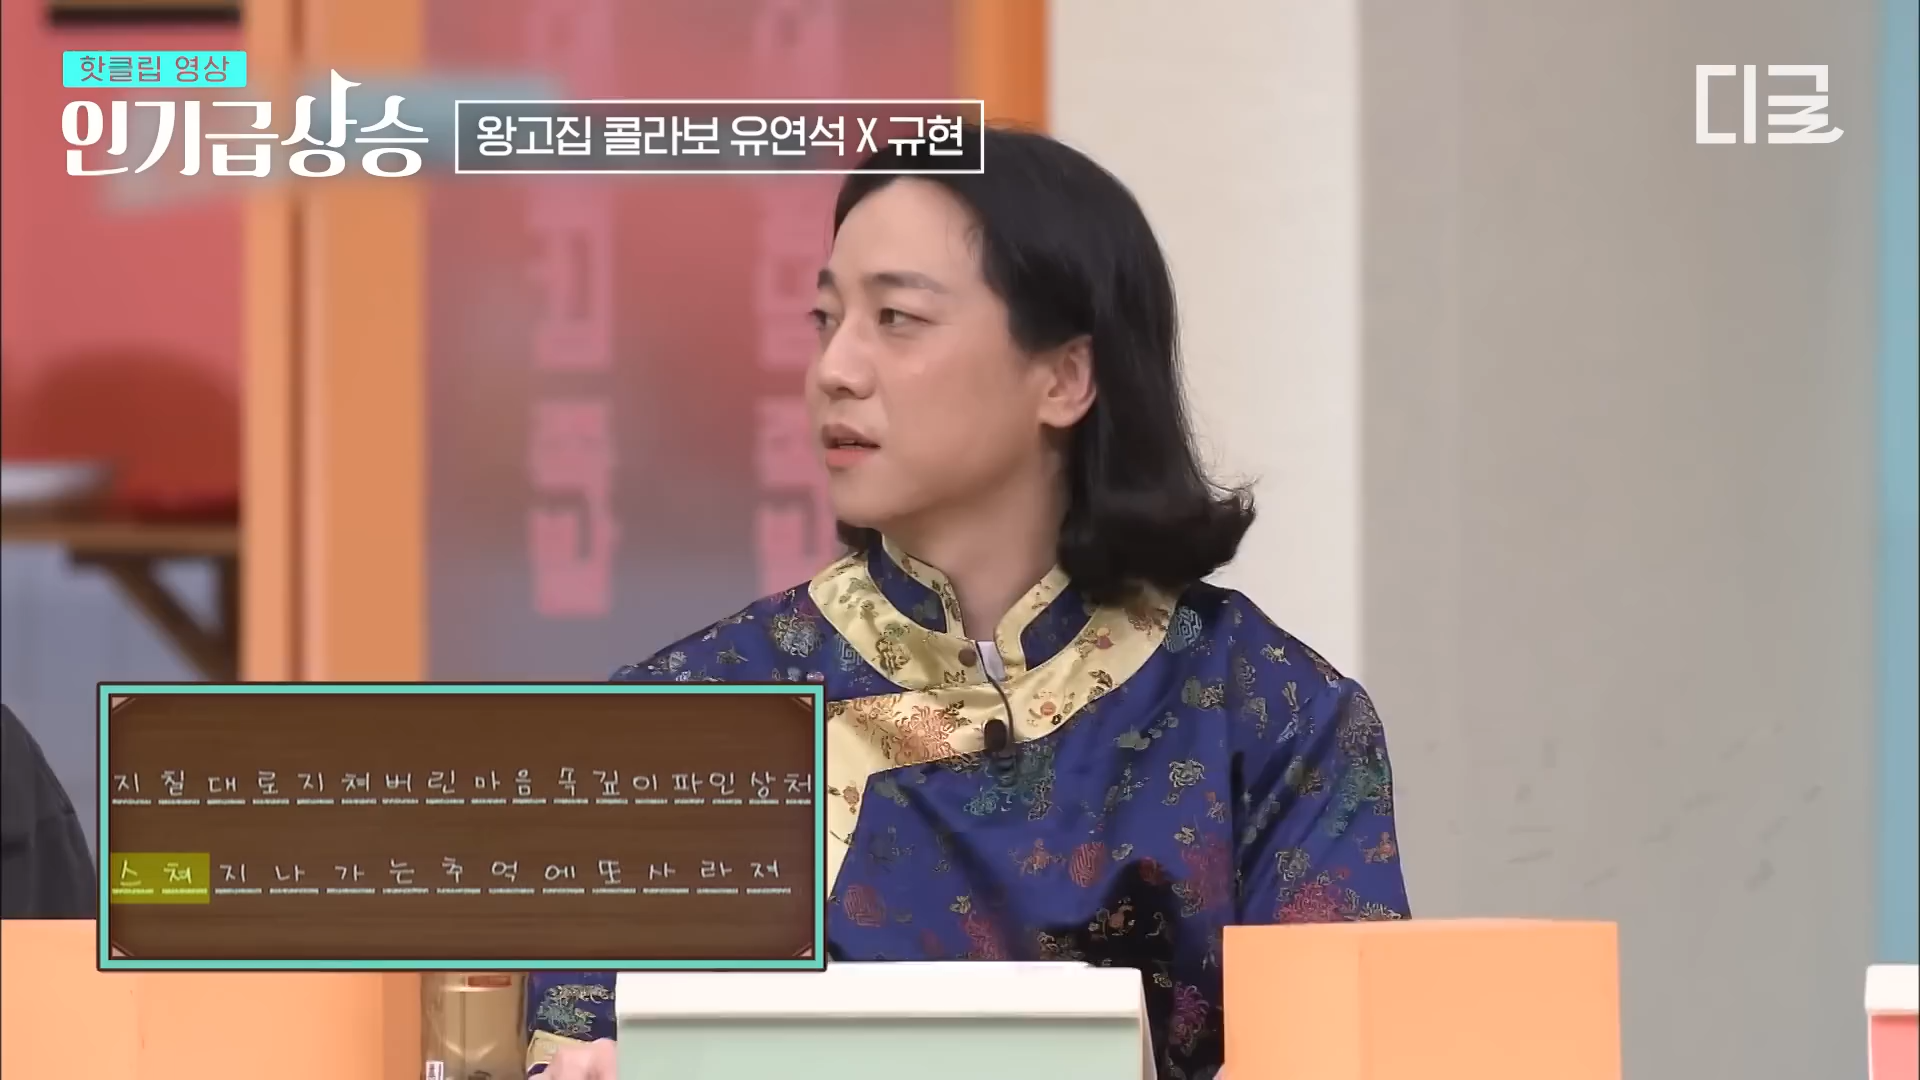 핫클립 영상
인기급상승
왕고집 콜라보 유연석 X 규현
디글
지칠대로지쳐버린마음속깊이파인상처
스쳐지나가는추억에또사라져